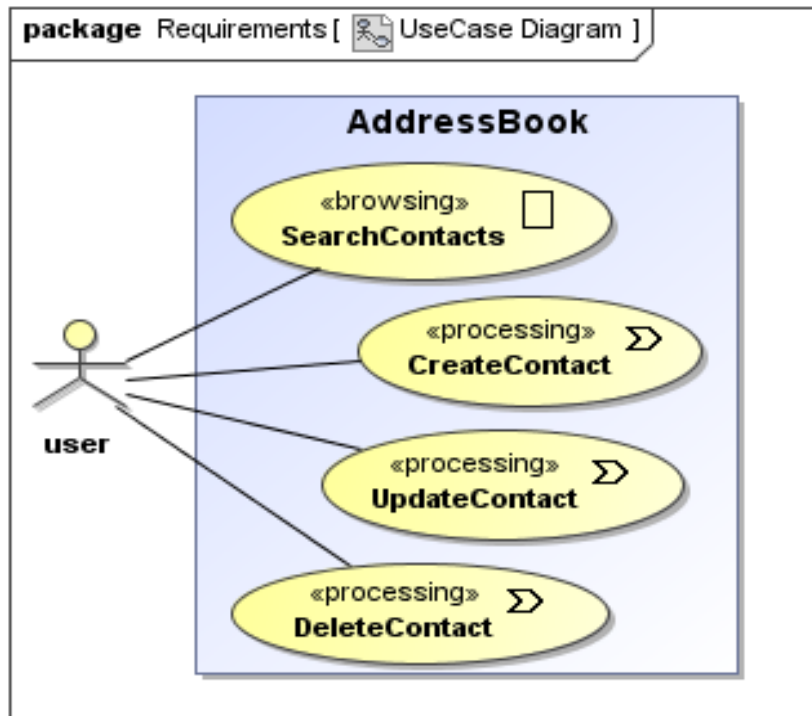 package Requirements [ UseCase Diagram ]
AddressBook
«browsing»
SearchContacts
«processing»
CreateContact
user
«processing»
UpdateContact
«processing»
DeleteContact